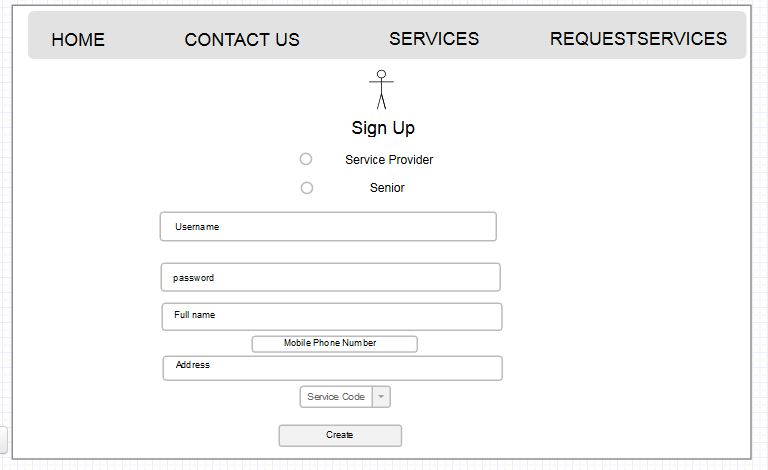 HOME CONTACT US SERVICES REQUESTSERVICES
Sign Up
Service Provider
Senior
Username
password
Full name
Mobile Phone Number
Address
Service Code
Create